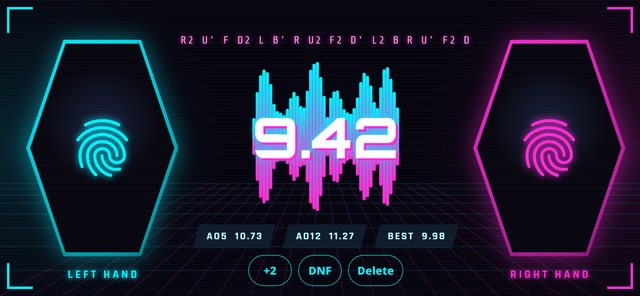 R2 U' F D2 L B' R U2 F2 D' L2 B R U' F2 D
9.42
AO5 10.73 AO12 11.27 BEST 9.98
LEFT HAND
+2 DNF Delete
RIGHT HAND